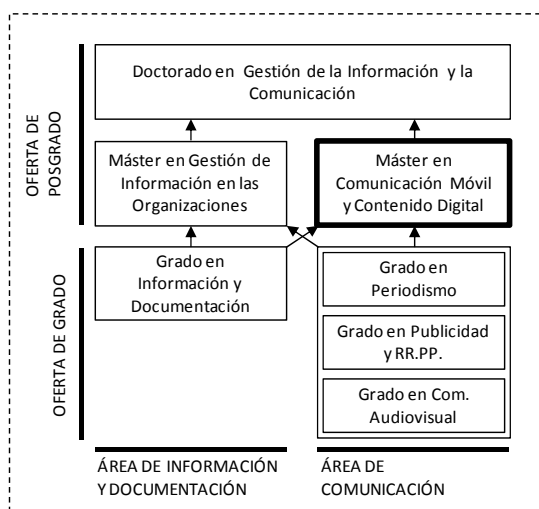 Doctorado en Gestión de la Información y la
Comunicación
OFERTA DE
POSGRADO
Máster en Gestión de
Información en las
Organizaciones
Máster en
Comunicación Móvil
y Contenido Digital
OFERTA DE GRADO
Grado en
Información y
Documentación
Grado en
Periodismo
Grado en Publicidad
y RR.PP.
Grado en Com.
Audiovisual
ÁREA DE INFORMACIÓN
Y DOCUMENTACIÓN
ÁREA DE
COMUNICACIÓN